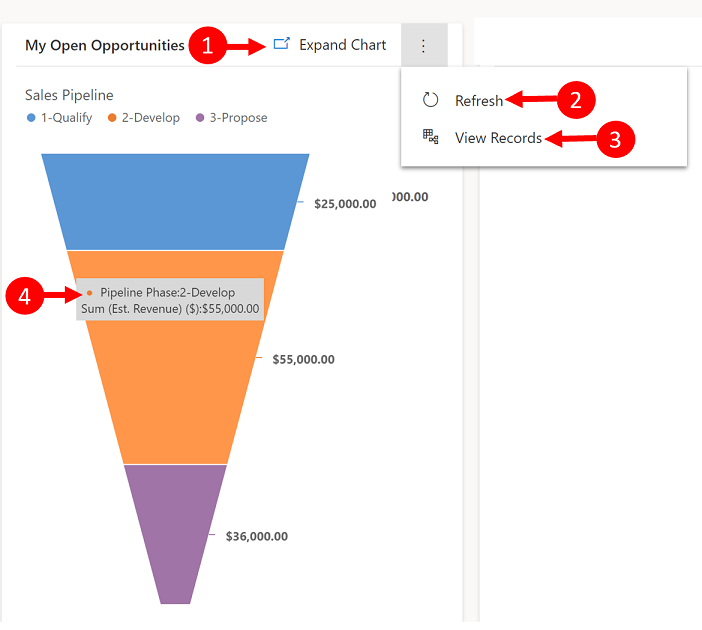 My Open Opportunities
1
Expand Chart
Sales Pipeline
1-Qualify
2-Develop
3-Propose
Refresh
2
View Records
3
$25,000.00
000.00
4
Pipeline Phase:2-Develop
Sum (Est. Revenue) ($):$55,000.00
$55,000.00
$36,000.00